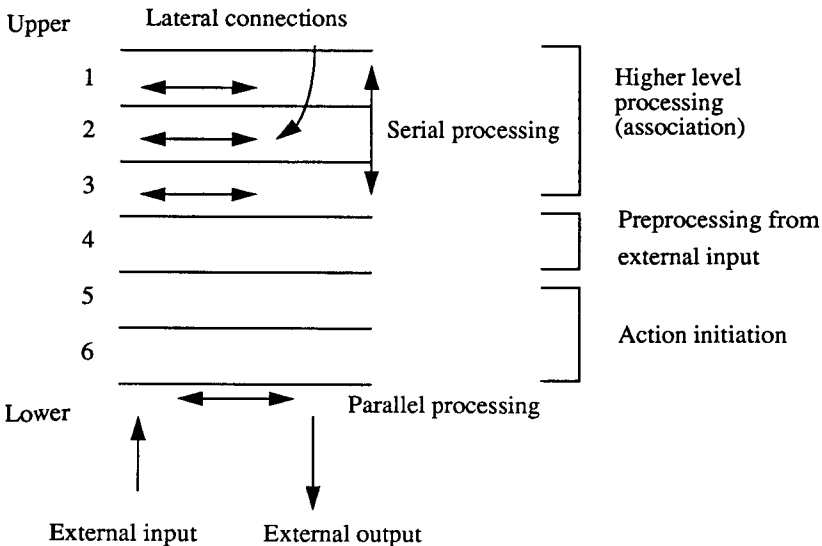 Upper
Lateral connections
1
2
3
4
5
6
Serial processing
Higher level
processing
(association)
Preprocessing from
external input
Action initiation
Lower
Parallel processing
External input
External output